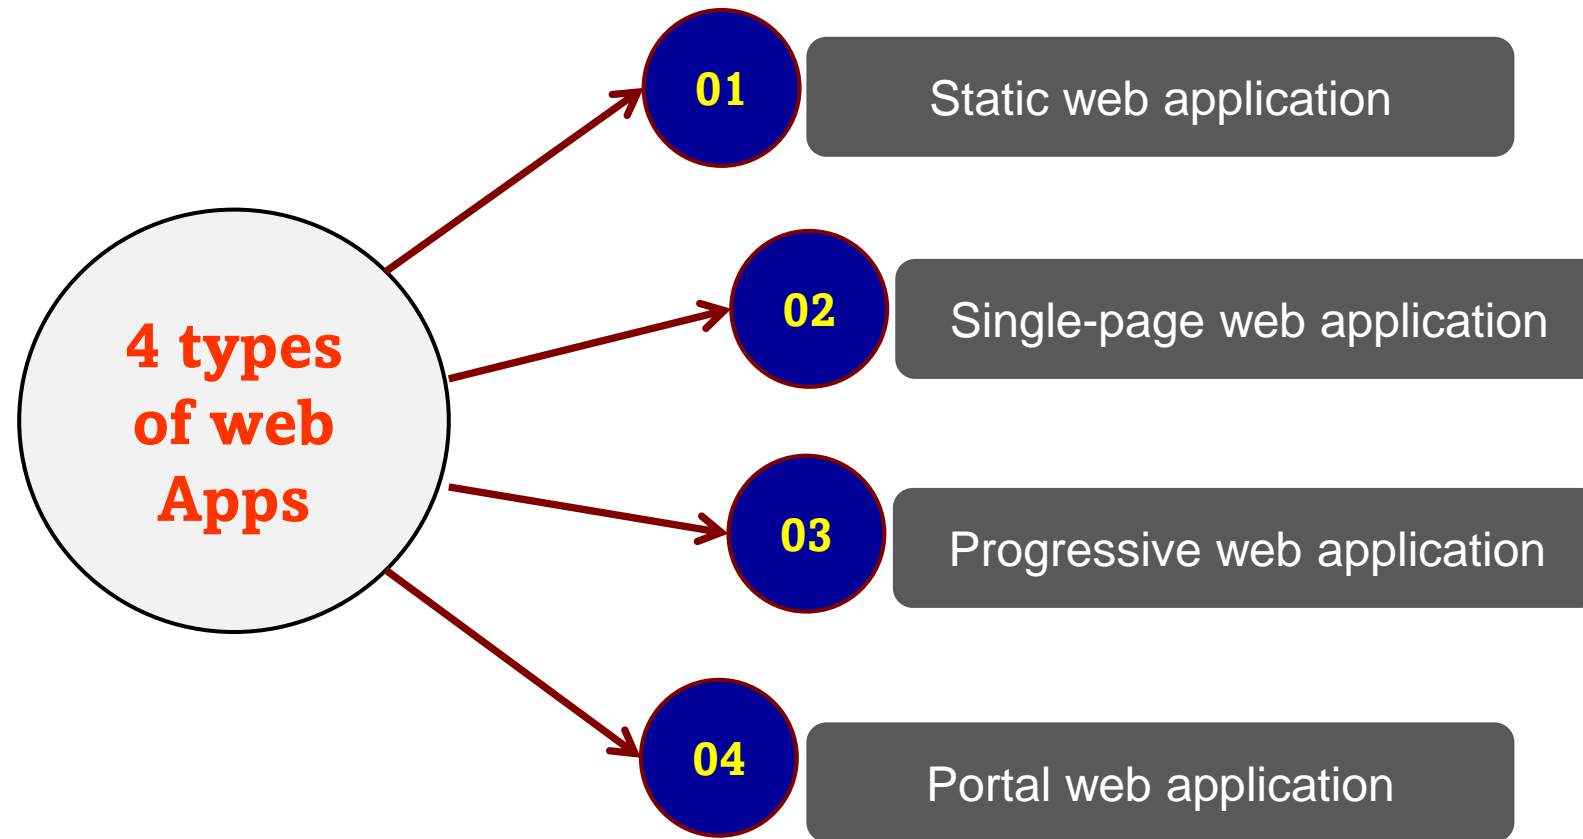 4 types
of web
Apps
01
Static web application
02
Single-page web application
03
Progressive web application
04
Portal web application